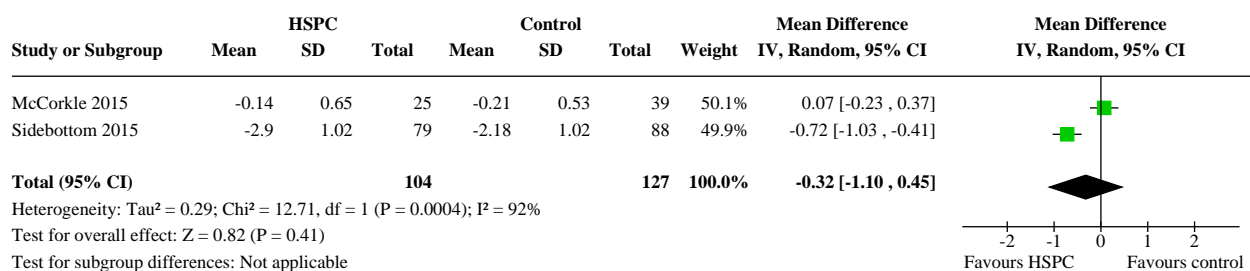 HSPC Control Mean Difference Mean Difference
Study or Subgroup Mean SD Total Mean SD Total Weight IV, Random, 95% CI IV, Random, 95% CI
McCorkle 2015 -0.14 0.65 25 -0.21 0.53 39 50.1% 0.07 [-0.23 , 0.37]
Sidebottom 2015 -2.9 1.02 79 -2.18 1.02 88 49.9% -0.72 [-1.03 , -0.41]
Total (95% CI) 104 127 100.0% -0.32 [-1.10 , 0.45]
Heterogeneity: Tau² = 0.29; Chi² = 12.71, df = 1 (P = 0.0004); I² = 92%
Test for overall effect: Z = 0.82 (P = 0.41)
-2 -1 0 1 2
Test for subgroup differences: Not applicable
Favours HSPC Favours control